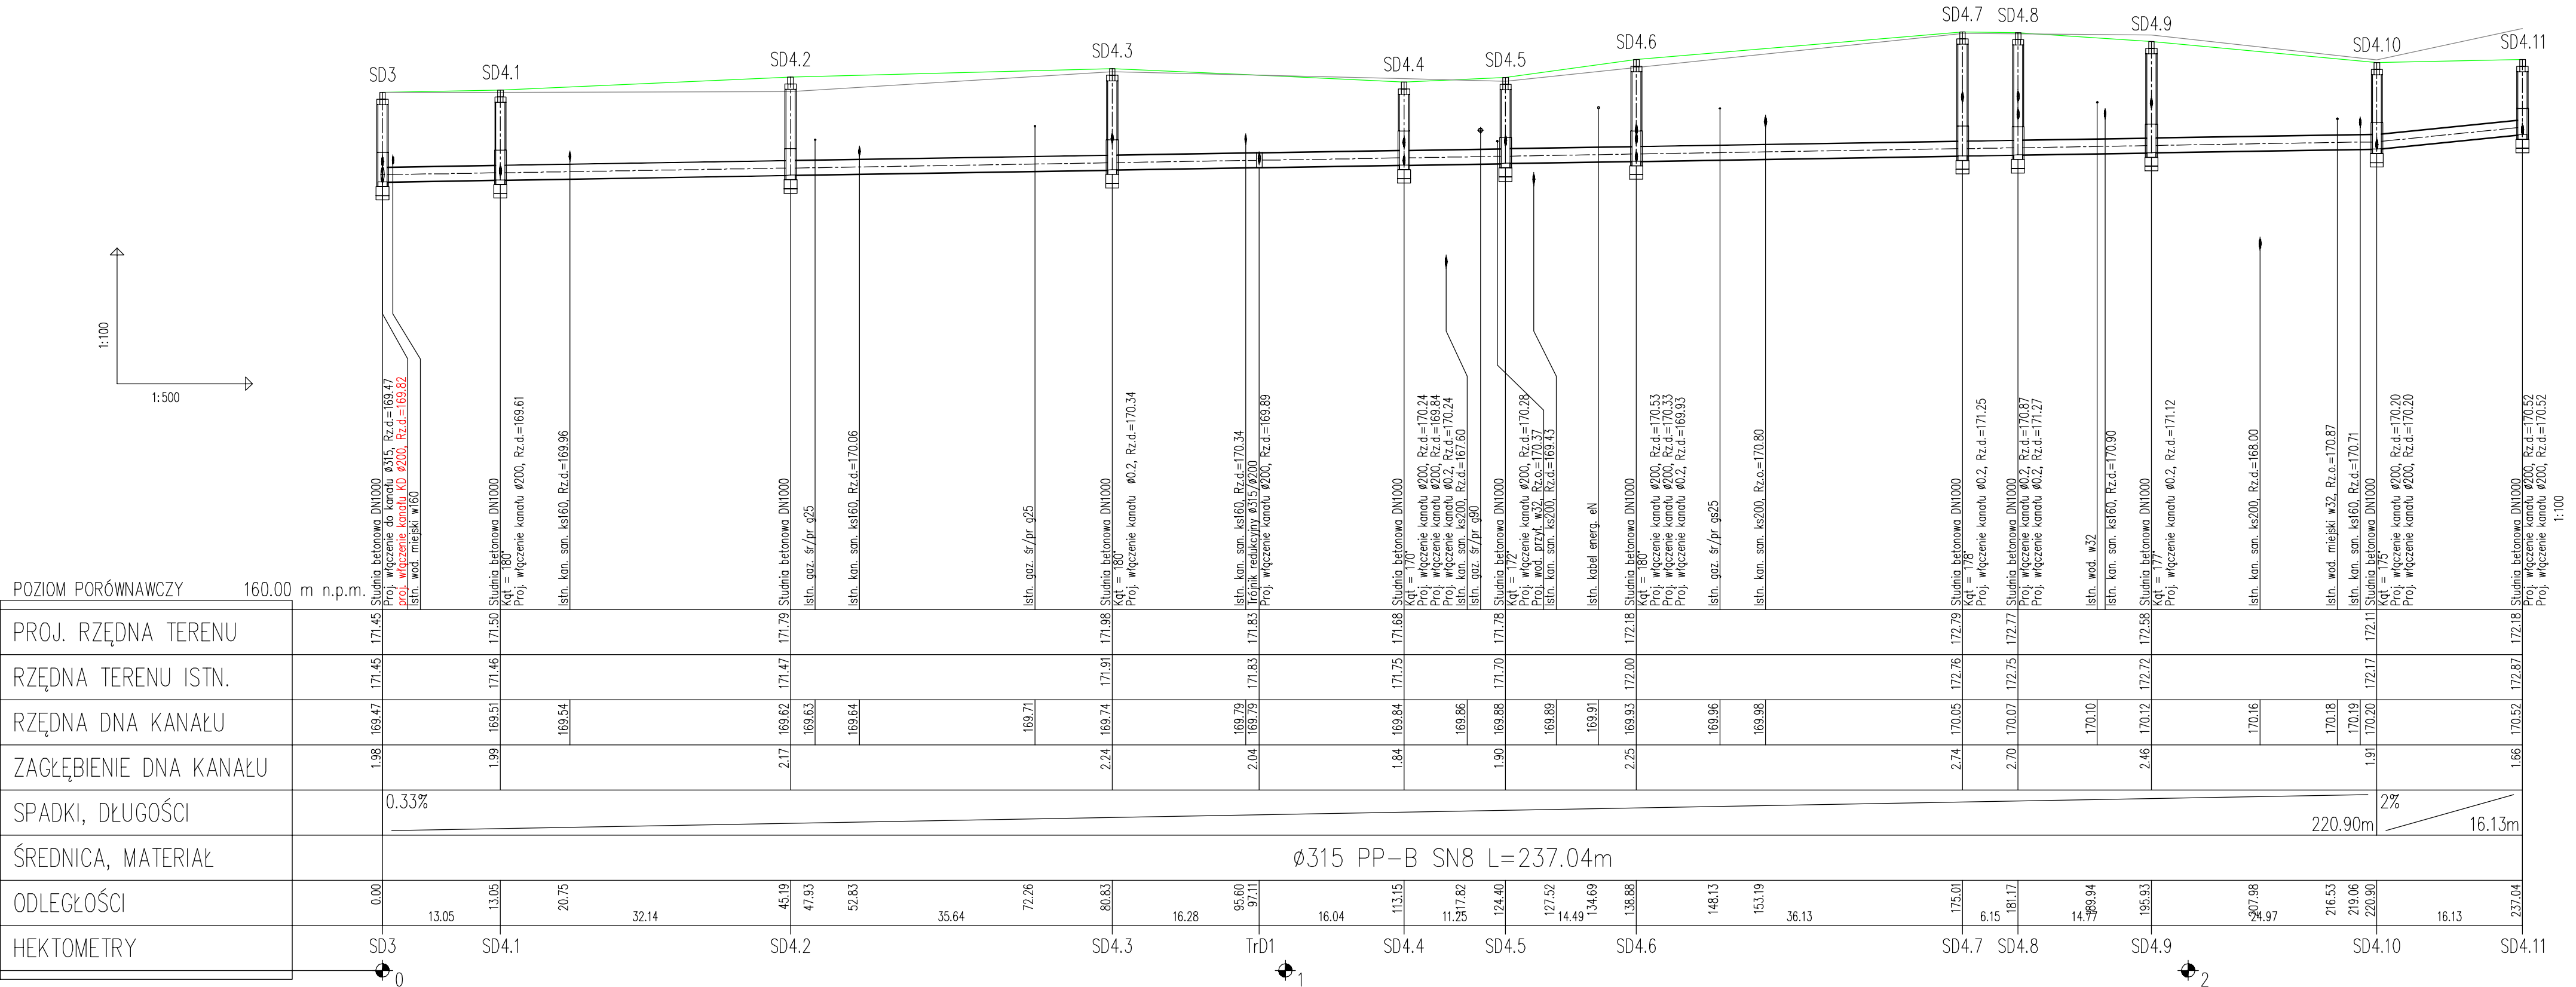 SD3
SD4.1
SD4.2
SD4.3
SD4.4
SD4.5
SD4.6
SD4.7
SD4.8
SD4.9
SD4.10
SD4.11
1:100
1:500
Studnia betonowa DN1000
Proj. włączenie do kanału ø315, Rz.d.=169.47
proj. włączenie kanału KD ø200, Rz.d.=169.82
Istn. wod. miejski w160
Studnia betonowa DN1000
Kąt = 180°
Proj. włączenie kanału ø200, Rz.d.=169.61
Istn. kan. san. ks160, Rz.d.=169.96
Studnia betonowa DN1000
Istn. gaz. śr/pr g25
Istn. kan. san. ks160, Rz.d.=170.06
Istn. gaz. śr/pr g25
Studnia betonowa DN1000
Kąt = 180°
Proj. włączenie kanału ø0.2, Rz.d.=170.34
Istn. kan. san. ks160, Rz.d.=170.34
Trójnik redukcyjny ø315/ø200
Proj. włączenie kanału ø200, Rz.d.=169.89
Studnia betonowa DN1000
Kąt = 170°
Proj. włączenie kanału ø200, Rz.d.=170.24
Proj. włączenie kanału ø200, Rz.d.=169.84
Proj. włączenie kanału ø0.2, Rz.d.=170.24
Istn. kan. san. ks200, Rz.d.=167.60
Istn. gaz. śr/pr g90
Studnia betonowa DN1000
Kąt = 172°
Proj. włączenie kanału ø200, Rz.d.=170.28
Proj. wod. przył. w32, Rz.o.=170.37
Istn. kan. san. ks200, Rz.d.=169.43
Istn. kabel energ. eN
Studnia betonowa DN1000
Kąt = 180°
Proj. włączenie kanału ø200, Rz.d.=170.53
Proj. włączenie kanału ø200, Rz.d.=170.33
Proj. włączenie kanału ø0.2, Rz.d.=169.93
Istn. gaz. śr/pr gs25
Istn. kan. san. ks200, Rz.o.=170.80
Studnia betonowa DN1000
Kąt = 178°
Proj. włączenie kanału ø0.2, Rz.d.=171.25
Studnia betonowa DN1000
Proj. włączenie kanału ø0.2, Rz.d.=170.87
Proj. włączenie kanału ø0.2, Rz.d.=171.27
Istn. wod. w32
Istn. kan. san. ks160, Rz.d.=170.90
Studnia betonowa DN1000
Kąt = 177°
Proj. włączenie kanału ø0.2, Rz.d.=171.12
Istn. kan. san. ks200, Rz.d.=168.00
Istn. wod. miejski w32, Rz.o.=170.87
Istn. kan. san. ks160, Rz.d.=170.71
Studnia betonowa DN1000
Kąt = 175°
Proj. włączenie kanału ø200, Rz.d.=170.20
Proj. włączenie kanału ø200, Rz.d.=170.20
Studnia betonowa DN1000
Proj. włączenie kanału ø200, Rz.d.=170.52
Proj. włączenie kanału ø200, Rz.d.=170.52
1:100
POZIOM PORÓWNAWCZY 160.00 m n.p.m.
PROJ. RZĘDNA TERENU 171.45 171.50 171.79 171.98 171.83 171.68 171.78 172.18 172.79 172.77 172.58 172.11 172.18
RZĘDNA TERENU ISTN. 171.45 171.46 171.47 171.91 171.83 171.75 171.70 172.00 172.76 172.75 172.72 172.17 172.87
RZĘDNA DNA KANAŁU 169.47 169.51 169.54 169.62 169.63 169.64 169.71 169.74 169.79 169.79 169.84 169.86 169.88 169.89 169.91 169.93 169.96 169.98 170.05 170.07 170.10 170.12 170.16 170.18 170.19 170.20 170.52
ZAGŁĘBIENIE DNA KANAŁU 1.98 1.99 2.17 2.24 2.04 1.84 1.90 2.25 2.74 2.70 2.46 1.91 1.66
SPADKI, DŁUGOŚCI 0.33% 220.90m 2% 16.13m
ŚREDNICA, MATERIAŁ ø315 PP-B SN8 L=237.04m
ODLEGŁOŚCI 0.00 13.05 20.75 45.19 47.93 52.83 72.26 80.83 95.60 97.11 113.15 117.82 124.40 127.52 134.69 138.88 148.13 153.19 175.01 181.17 189.94 195.93 207.98 216.53 219.06 220.90 237.04
13.05 32.14 35.64 16.28 16.04 11.25 14.49 36.13 6.15 14.77 24.97 16.13
HEKTOMETRY SD3 SD4.1 SD4.2 SD4.3 TrD1 SD4.4 SD4.5 SD4.6 SD4.7 SD4.8 SD4.9 SD4.10 SD4.11
0 1 2